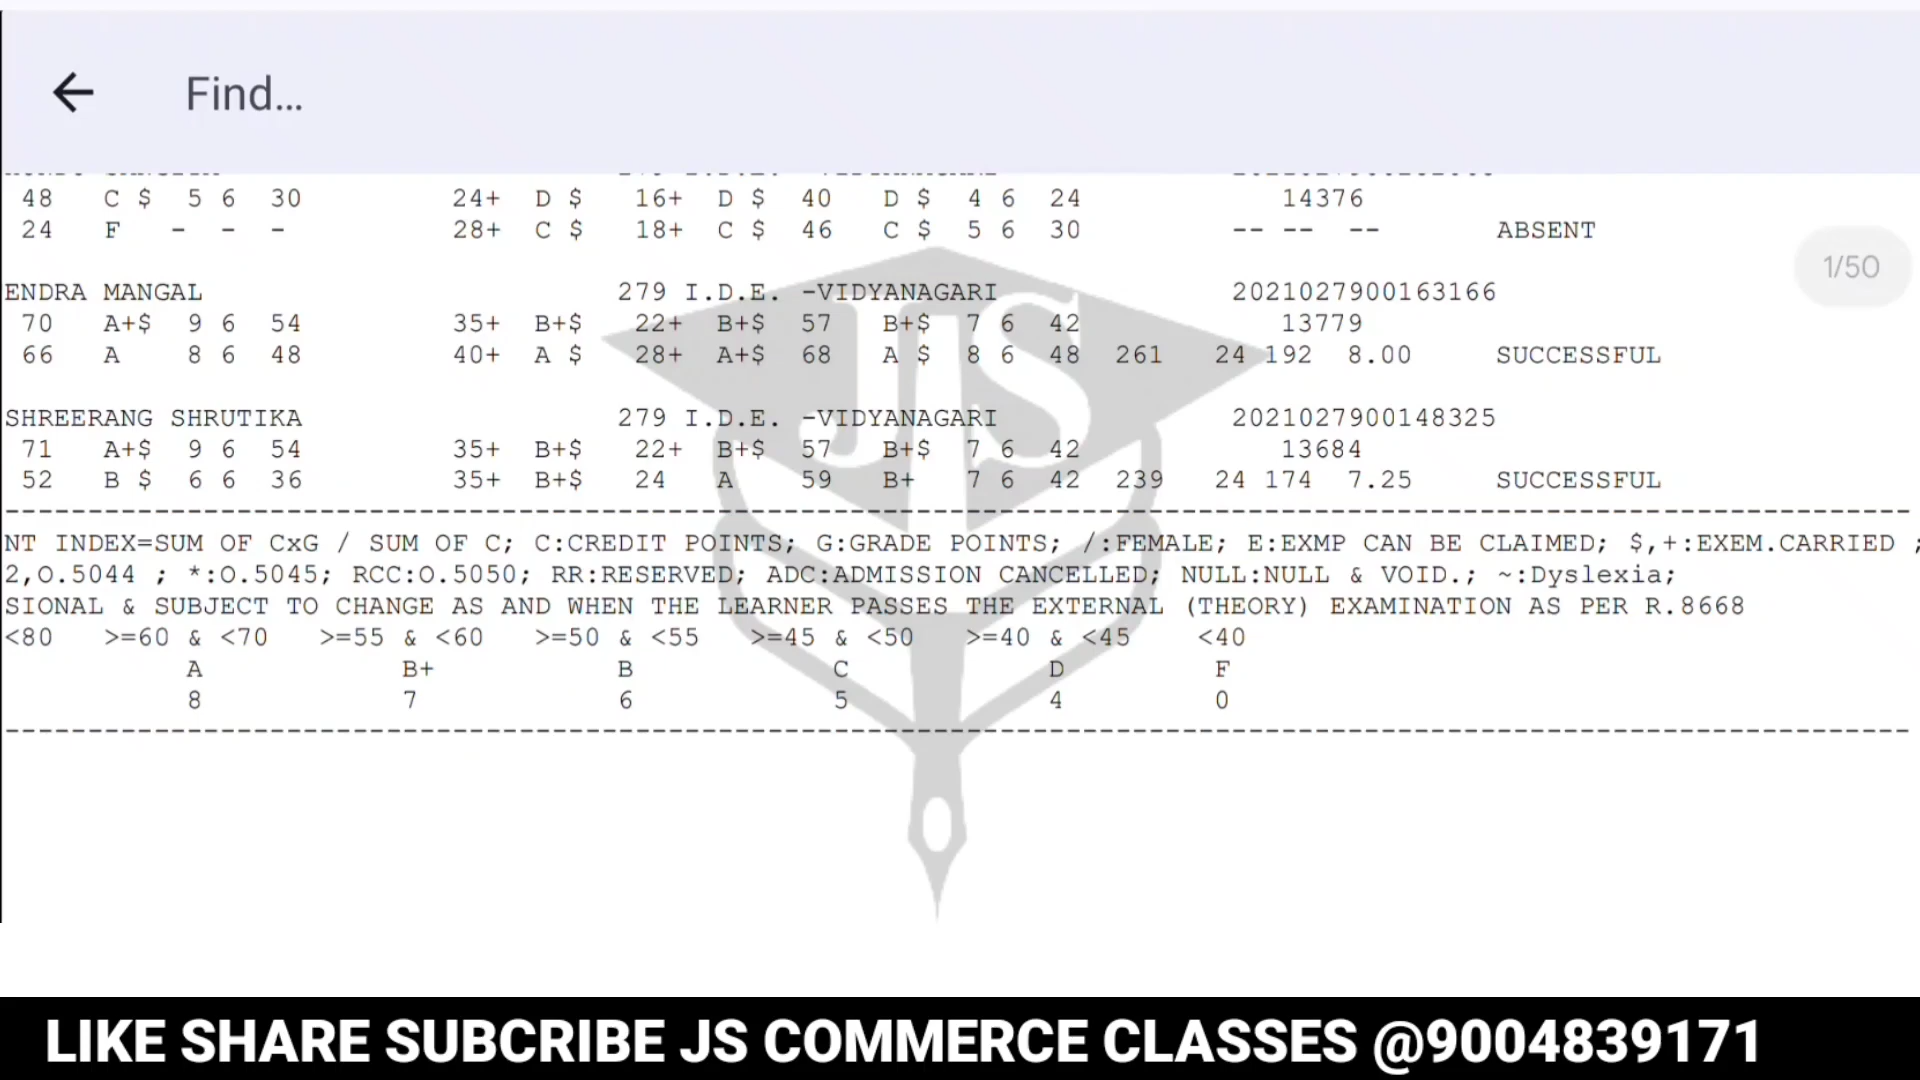 ← Find...
48 C $ 5 6 30 24+ D $ 16+ D $ 40 D $ 4 6 24 14376
24 F - - - 28+ C $ 18+ C $ 46 C $ 5 6 30 -- -- -- ABSENT
1/50
ENDRA MANGAL 279 I.D.E. -VIDYANAGARI 2021027900163166
70 A+$ 9 6 54 35+ B+$ 22+ B+$ 57 B+$ 7 6 42 13779
66 A 8 6 48 40+ A $ 28+ A+$ 68 A $ 8 6 48 261 24 192 8.00 SUCCESSFUL
SHREERANG SHRUTIKA 279 I.D.E. -VIDYANAGARI 2021027900148325
71 A+$ 9 6 54 35+ B+$ 22+ B+$ 57 B+$ 7 6 42 13684
52 B $ 6 6 36 35+ B+$ 24 A 59 B+ 7 6 42 239 24 174 7.25 SUCCESSFUL
NT INDEX=SUM OF CxG / SUM OF C; C:CREDIT POINTS; G:GRADE POINTS; /:FEMALE; E:EXMP CAN BE CLAIMED; $,+:EXEM.CARRIED ;
2,O.5044 ; *:O.5045; RCC:O.5050; RR:RESERVED; ADC:ADMISSION CANCELLED; NULL:NULL & VOID.; ~:Dyslexia;
SIONAL & SUBJECT TO CHANGE AS AND WHEN THE LEARNER PASSES THE EXTERNAL (THEORY) EXAMINATION AS PER R.8668
<80 >=60 & <70 >=55 & <60 >=50 & <55 >=45 & <50 >=40 & <45 <40
A B+ B C D F
8 7 6 5 4 0
JS
LIKE SHARE SUBCRIBE JS COMMERCE CLASSES @9004839171